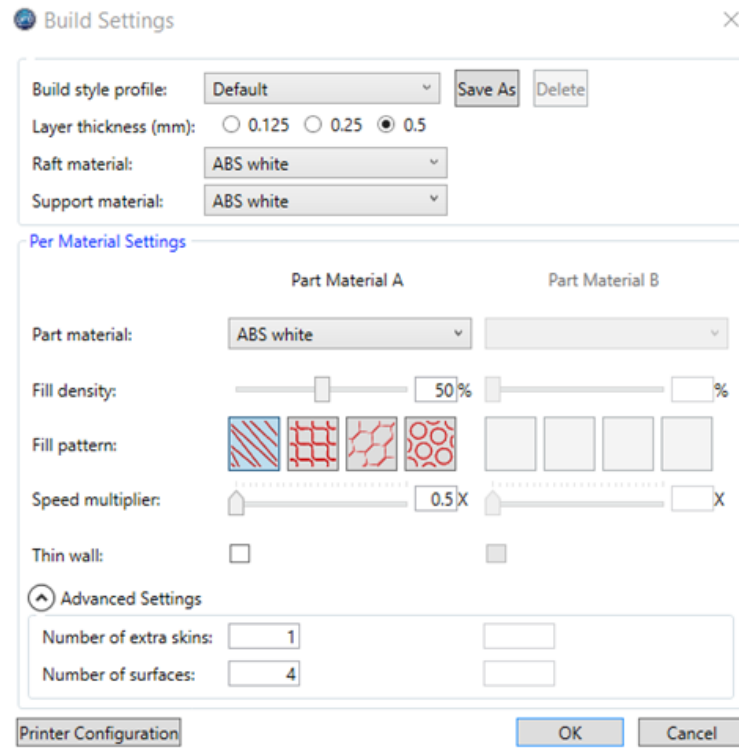 Build Settings
Build style profile: Default Save As Delete
Layer thickness (mm): 0.125 0.25 0.5
Raft material: ABS white
Support material: ABS white
Per Material Settings
Part Material A Part Material B
Part material: ABS white
Fill density: 50 % %
Fill pattern:
Speed multiplier: 0.5 X X
Thin wall:
Advanced Settings
Number of extra skins: 1
Number of surfaces: 4
Printer Configuration OK Cancel